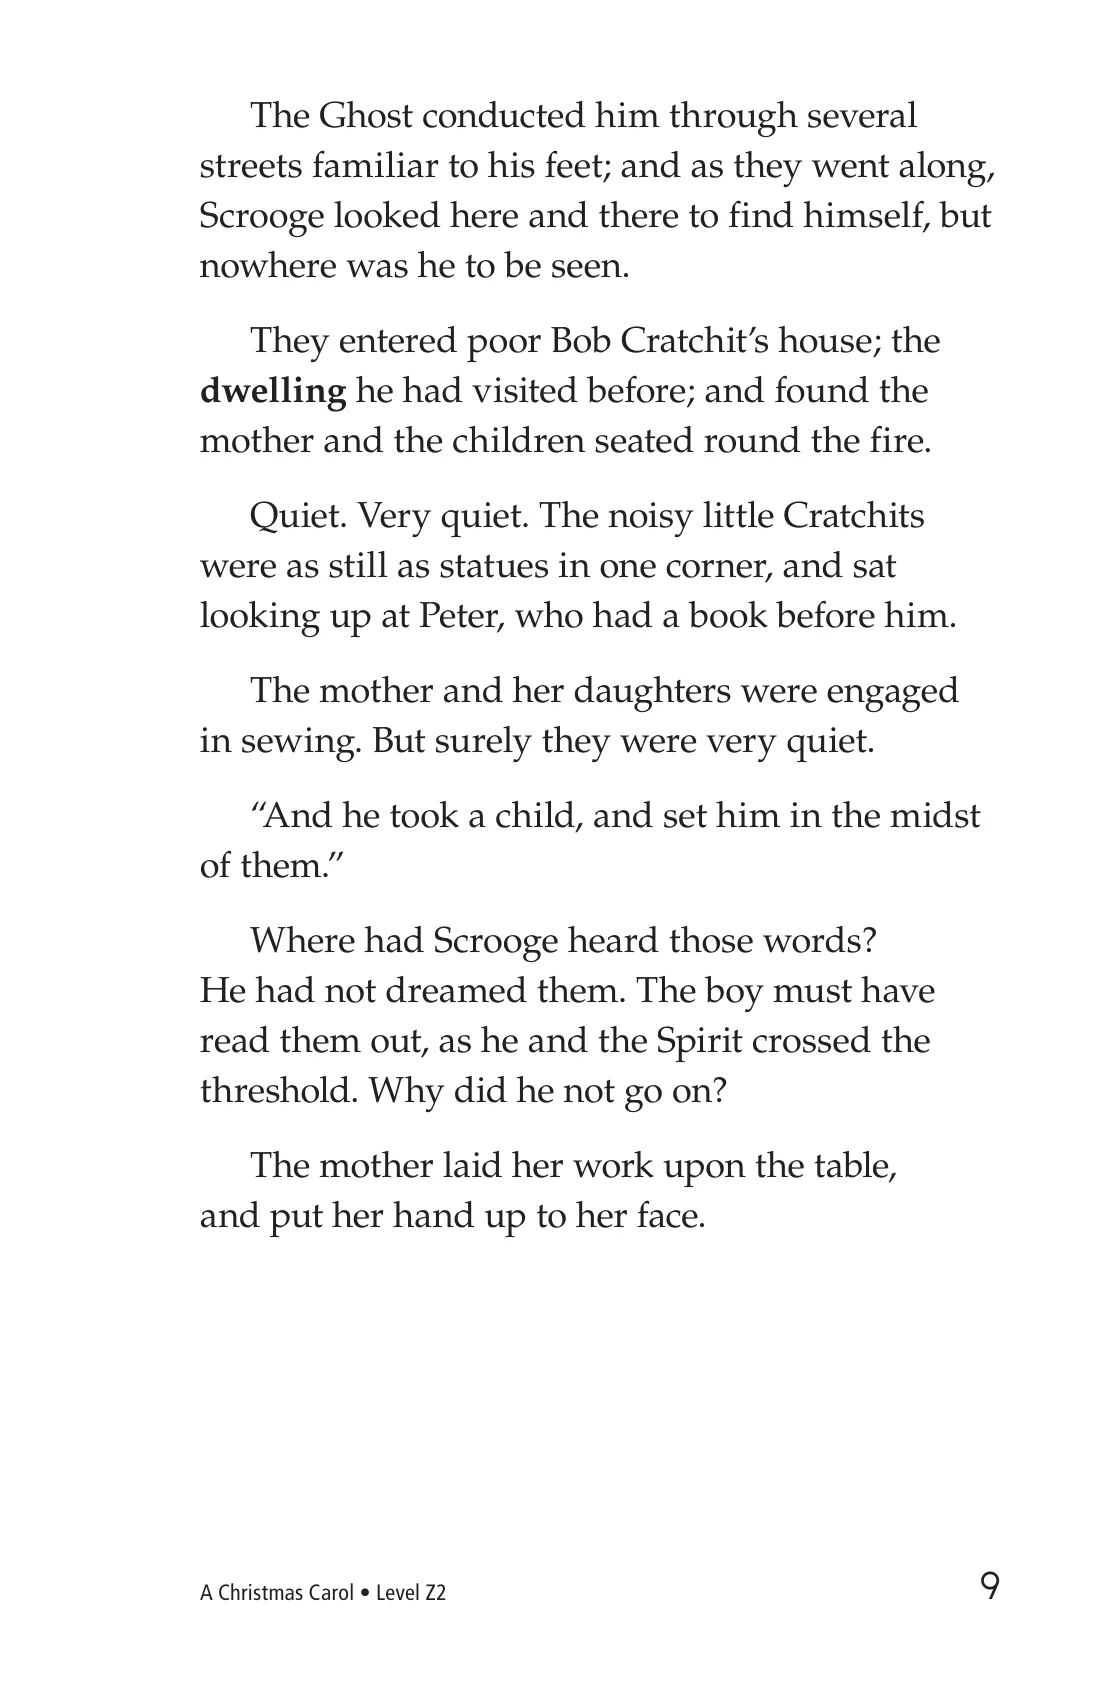 The Ghost conducted him through several
streets familiar to his feet; and as they went along,
Scrooge looked here and there to find himself, but
nowhere was he to be seen.
They entered poor Bob Cratchit’s house; the
dwelling he had visited before; and found the
mother and the children seated round the fire.
Quiet. Very quiet. The noisy little Cratchits
were as still as statues in one corner, and sat
looking up at Peter, who had a book before him.
The mother and her daughters were engaged
in sewing. But surely they were very quiet.
“And he took a child, and set him in the midst
of them.”
Where had Scrooge heard those words?
He had not dreamed them. The boy must have
read them out, as he and the Spirit crossed the
threshold. Why did he not go on?
The mother laid her work upon the table,
and put her hand up to her face.
A Christmas Carol • Level Z2
9